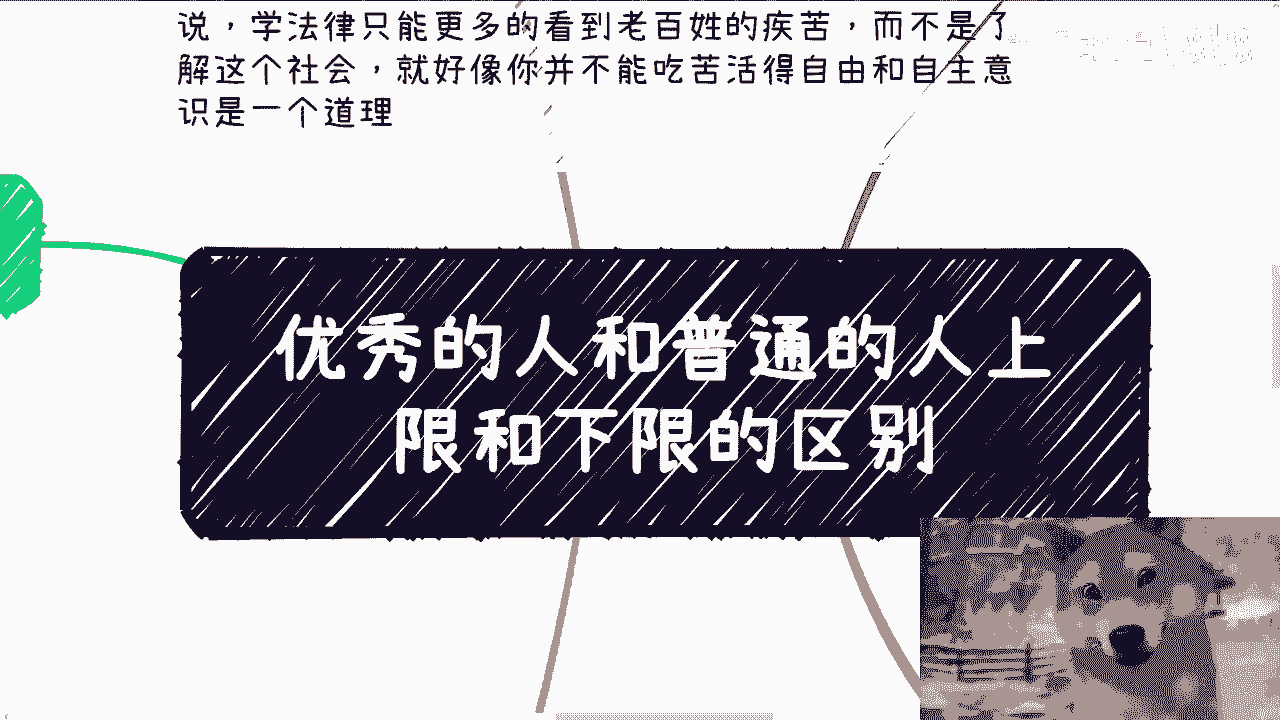 说，学法律只能更多的看到老百姓的疾苦，而不是了
解这个社会，就好像你并不能吃苦活得自由和自主意
识是一个道理
优秀的人和普通的人上
限和下限的区别